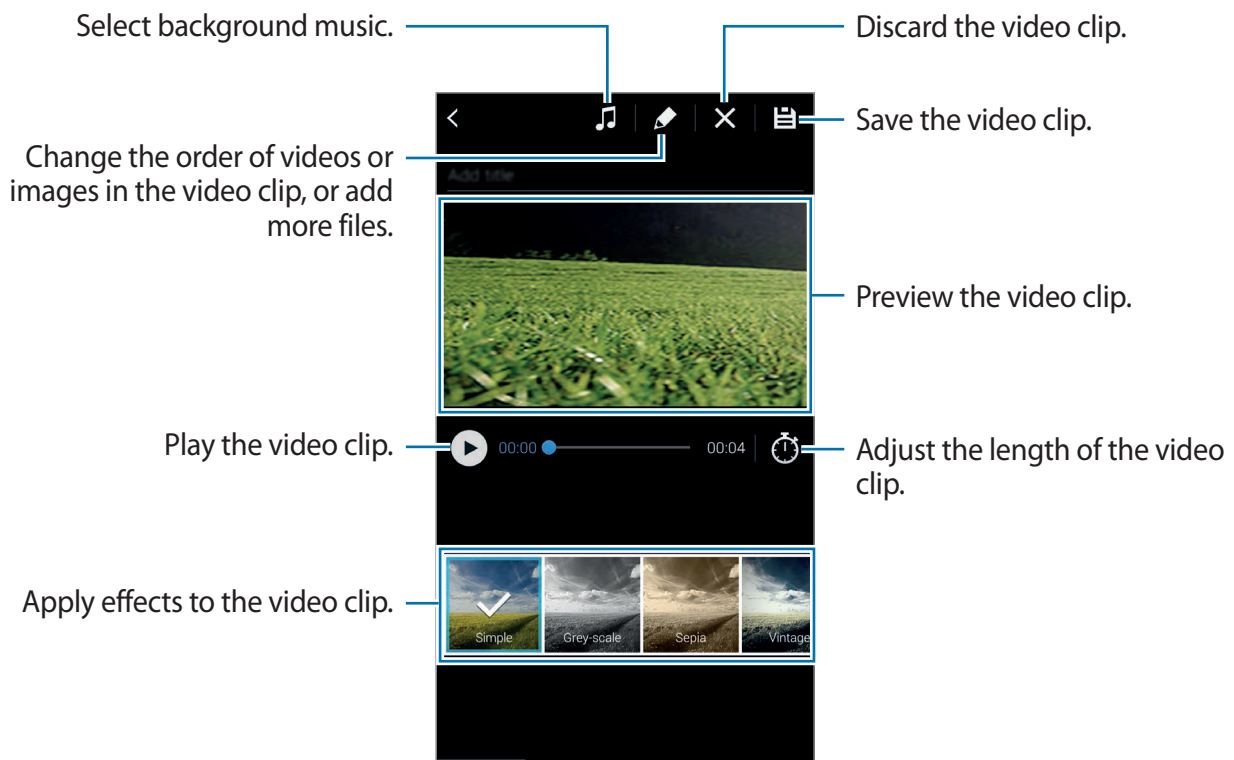 Select background music.
Discard the video clip.
Save the video clip.
Change the order of videos or
images in the video clip, or add
more files.
Add title
Preview the video clip.
Play the video clip.
00:00
00:04
Adjust the length of the video
clip.
Apply effects to the video clip.
Simple
Grey-scale
Sepia
Vintage